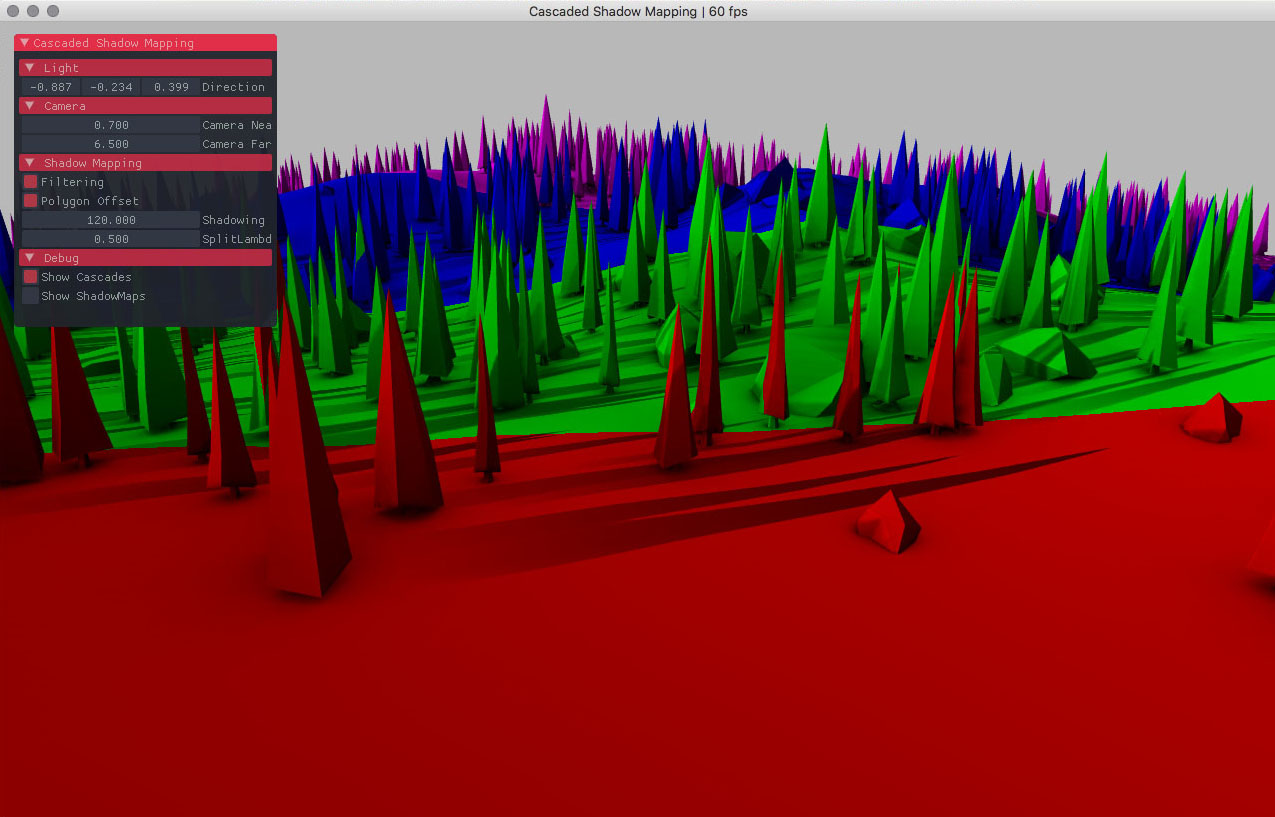 Cascaded Shadow Mapping | 60 fps
Cascaded Shadow Mapping
Light
-0.887 -0.234 0.399 Direction
Camera
0.700 Camera Nea
6.500 Camera Far
Shadow Mapping
Filtering
Polygon Offset
120.000 Shadowing
0.500 SplitLambd
Debug
Show Cascades
Show ShadowMaps